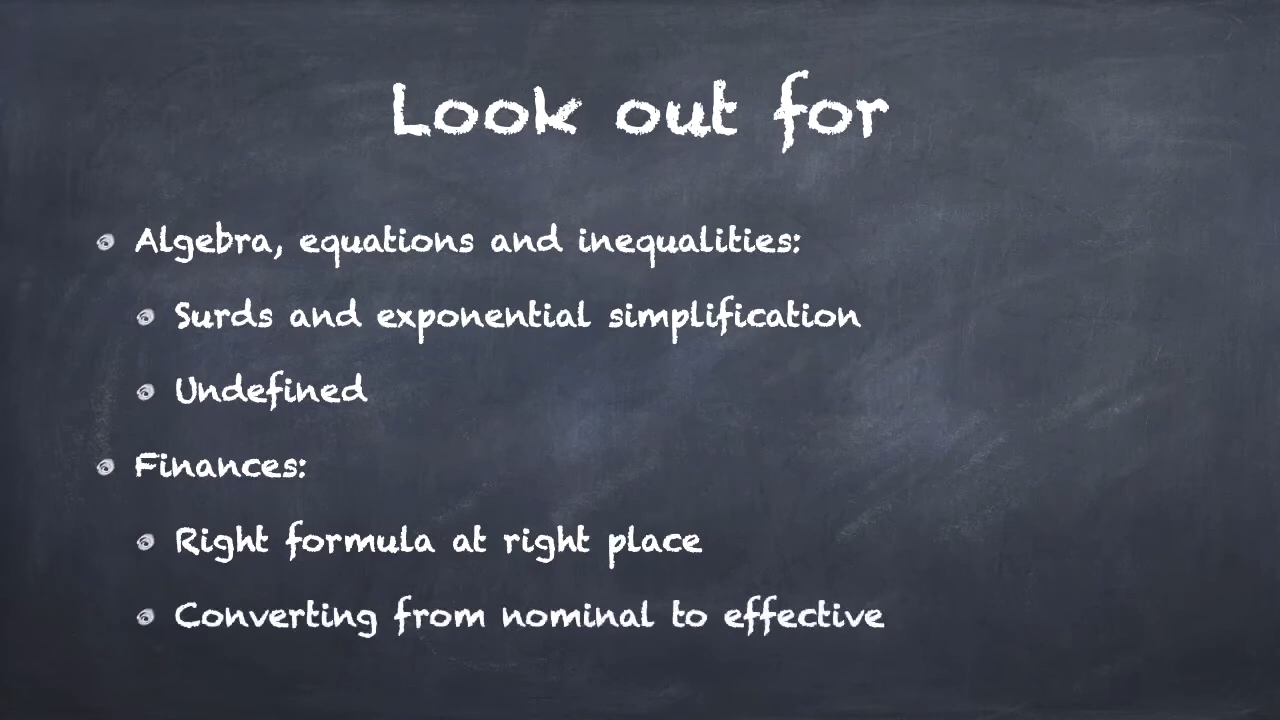 Look out for
Algebra, equations and inequalities:
Surds and exponential simplification
Undefined
Finances:
Right formula at right place
Converting from nominal to effective